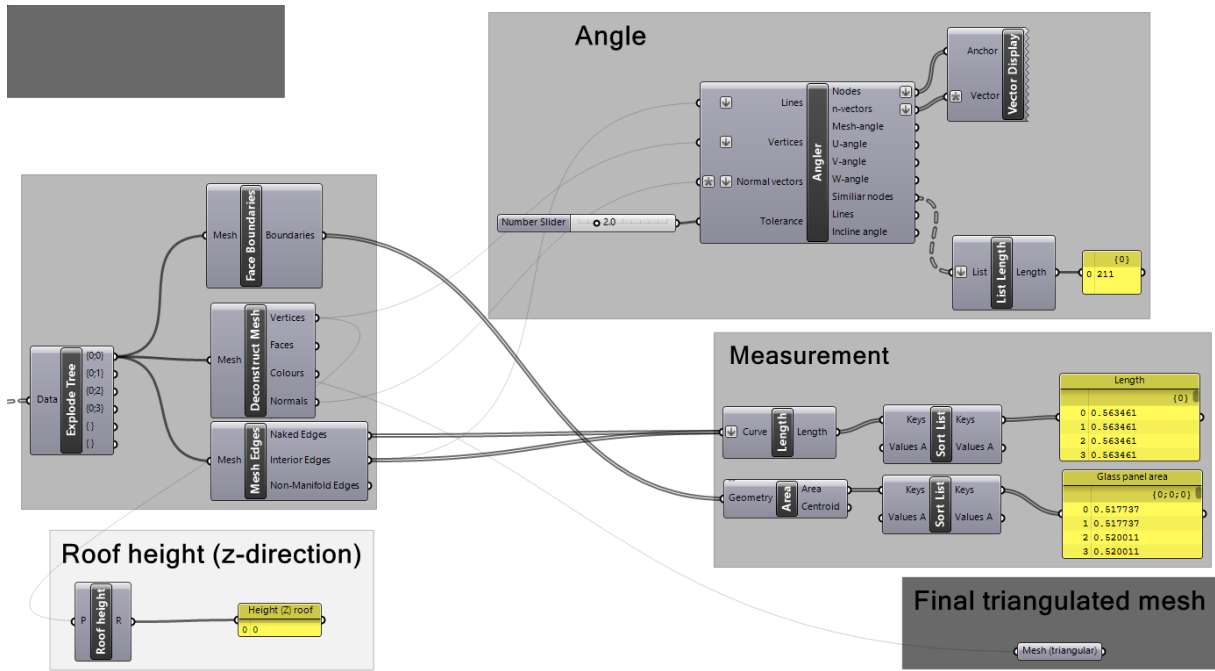 Angle
Lines
Vertices
Normal vectors
Tolerance
Angler
Nodes
n-vectors
Mesh-angle
U-angle
V-angle
W-angle
Similiar nodes
Lines
Incline angle
Anchor
Vector
Vector Display
Number Slider
2.0
List
List Length
Length
{0}
0 211
Mesh
Face Boundaries
Boundaries
Mesh
Deconstruct Mesh
Vertices
Faces
Colours
Normals
Data
Explode Tree
{0;0}
{0;1}
{0;2}
{0;3}
{ }
{ }
Mesh
Mesh Edges
Naked Edges
Interior Edges
Non-Manifold Edges
Measurement
Curve
Length
Length
Keys
Values A
Sort List
Keys
Values A
Length
{0}
0 0.563461
1 0.563461
2 0.563461
3 0.563461
Geometry
Area
Area
Centroid
Keys
Values A
Sort List
Keys
Values A
Glass panel area
{0;0;0}
0 0.517737
1 0.517737
2 0.520011
3 0.520011
Roof height (z-direction)
P
Roof height
R
Height (Z) roof
0 0
Final triangulated mesh
Mesh (triangular)